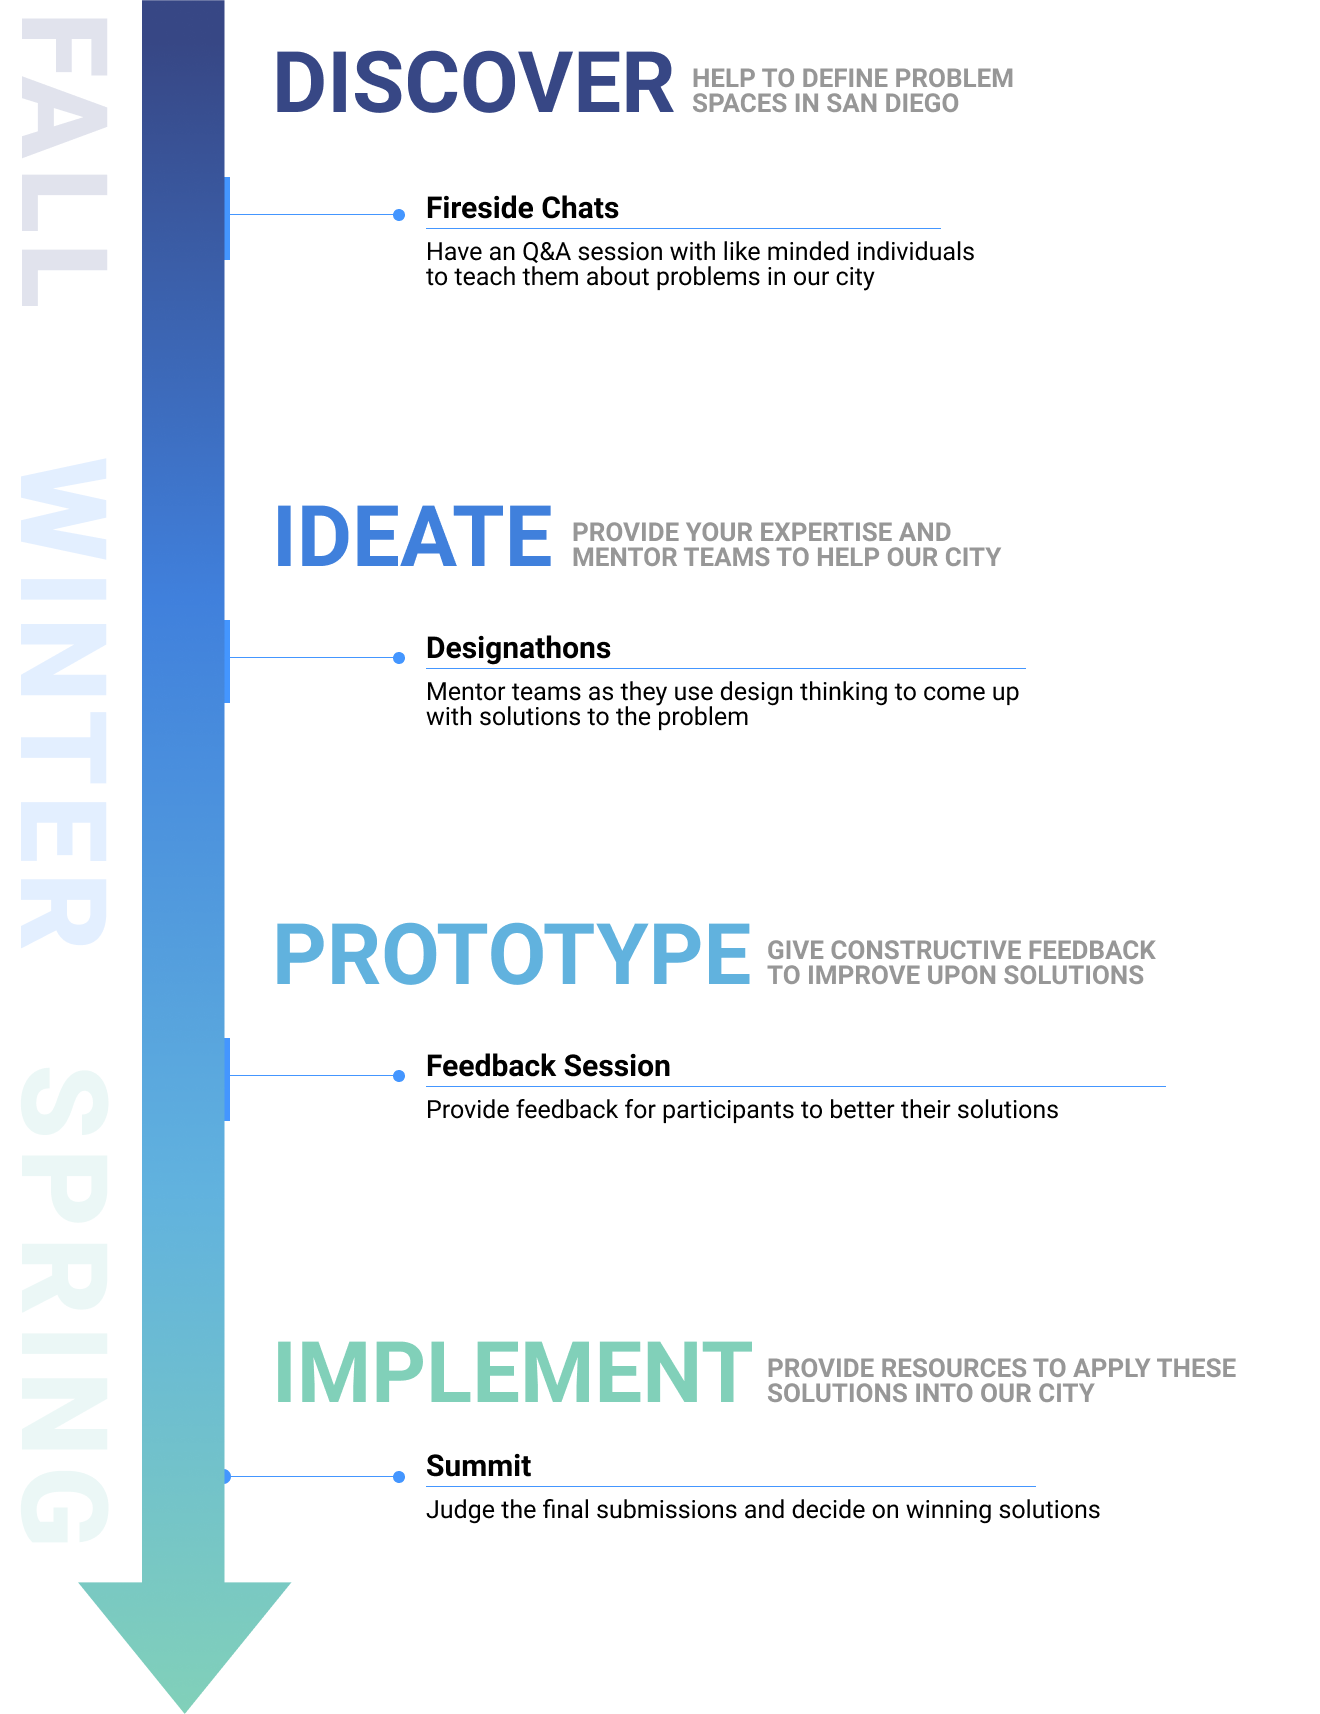 FALL
DISCOVER
HELP TO DEFINE PROBLEM
SPACES IN SAN DIEGO
Fireside Chats
Have an Q&A session with like minded individuals
to teach them about problems in our city
WINTER
IDEATE
PROVIDE YOUR EXPERTISE AND
MENTOR TEAMS TO HELP OUR CITY
Designathons
Mentor teams as they use design thinking to come up
with solutions to the problem
PROTOTYPE
GIVE CONSTRUCTIVE FEEDBACK
TO IMPROVE UPON SOLUTIONS
Feedback Session
Provide feedback for participants to better their solutions
SPRING
IMPLEMENT
PROVIDE RESOURCES TO APPLY THESE
SOLUTIONS INTO OUR CITY
Summit
Judge the final submissions and decide on winning solutions